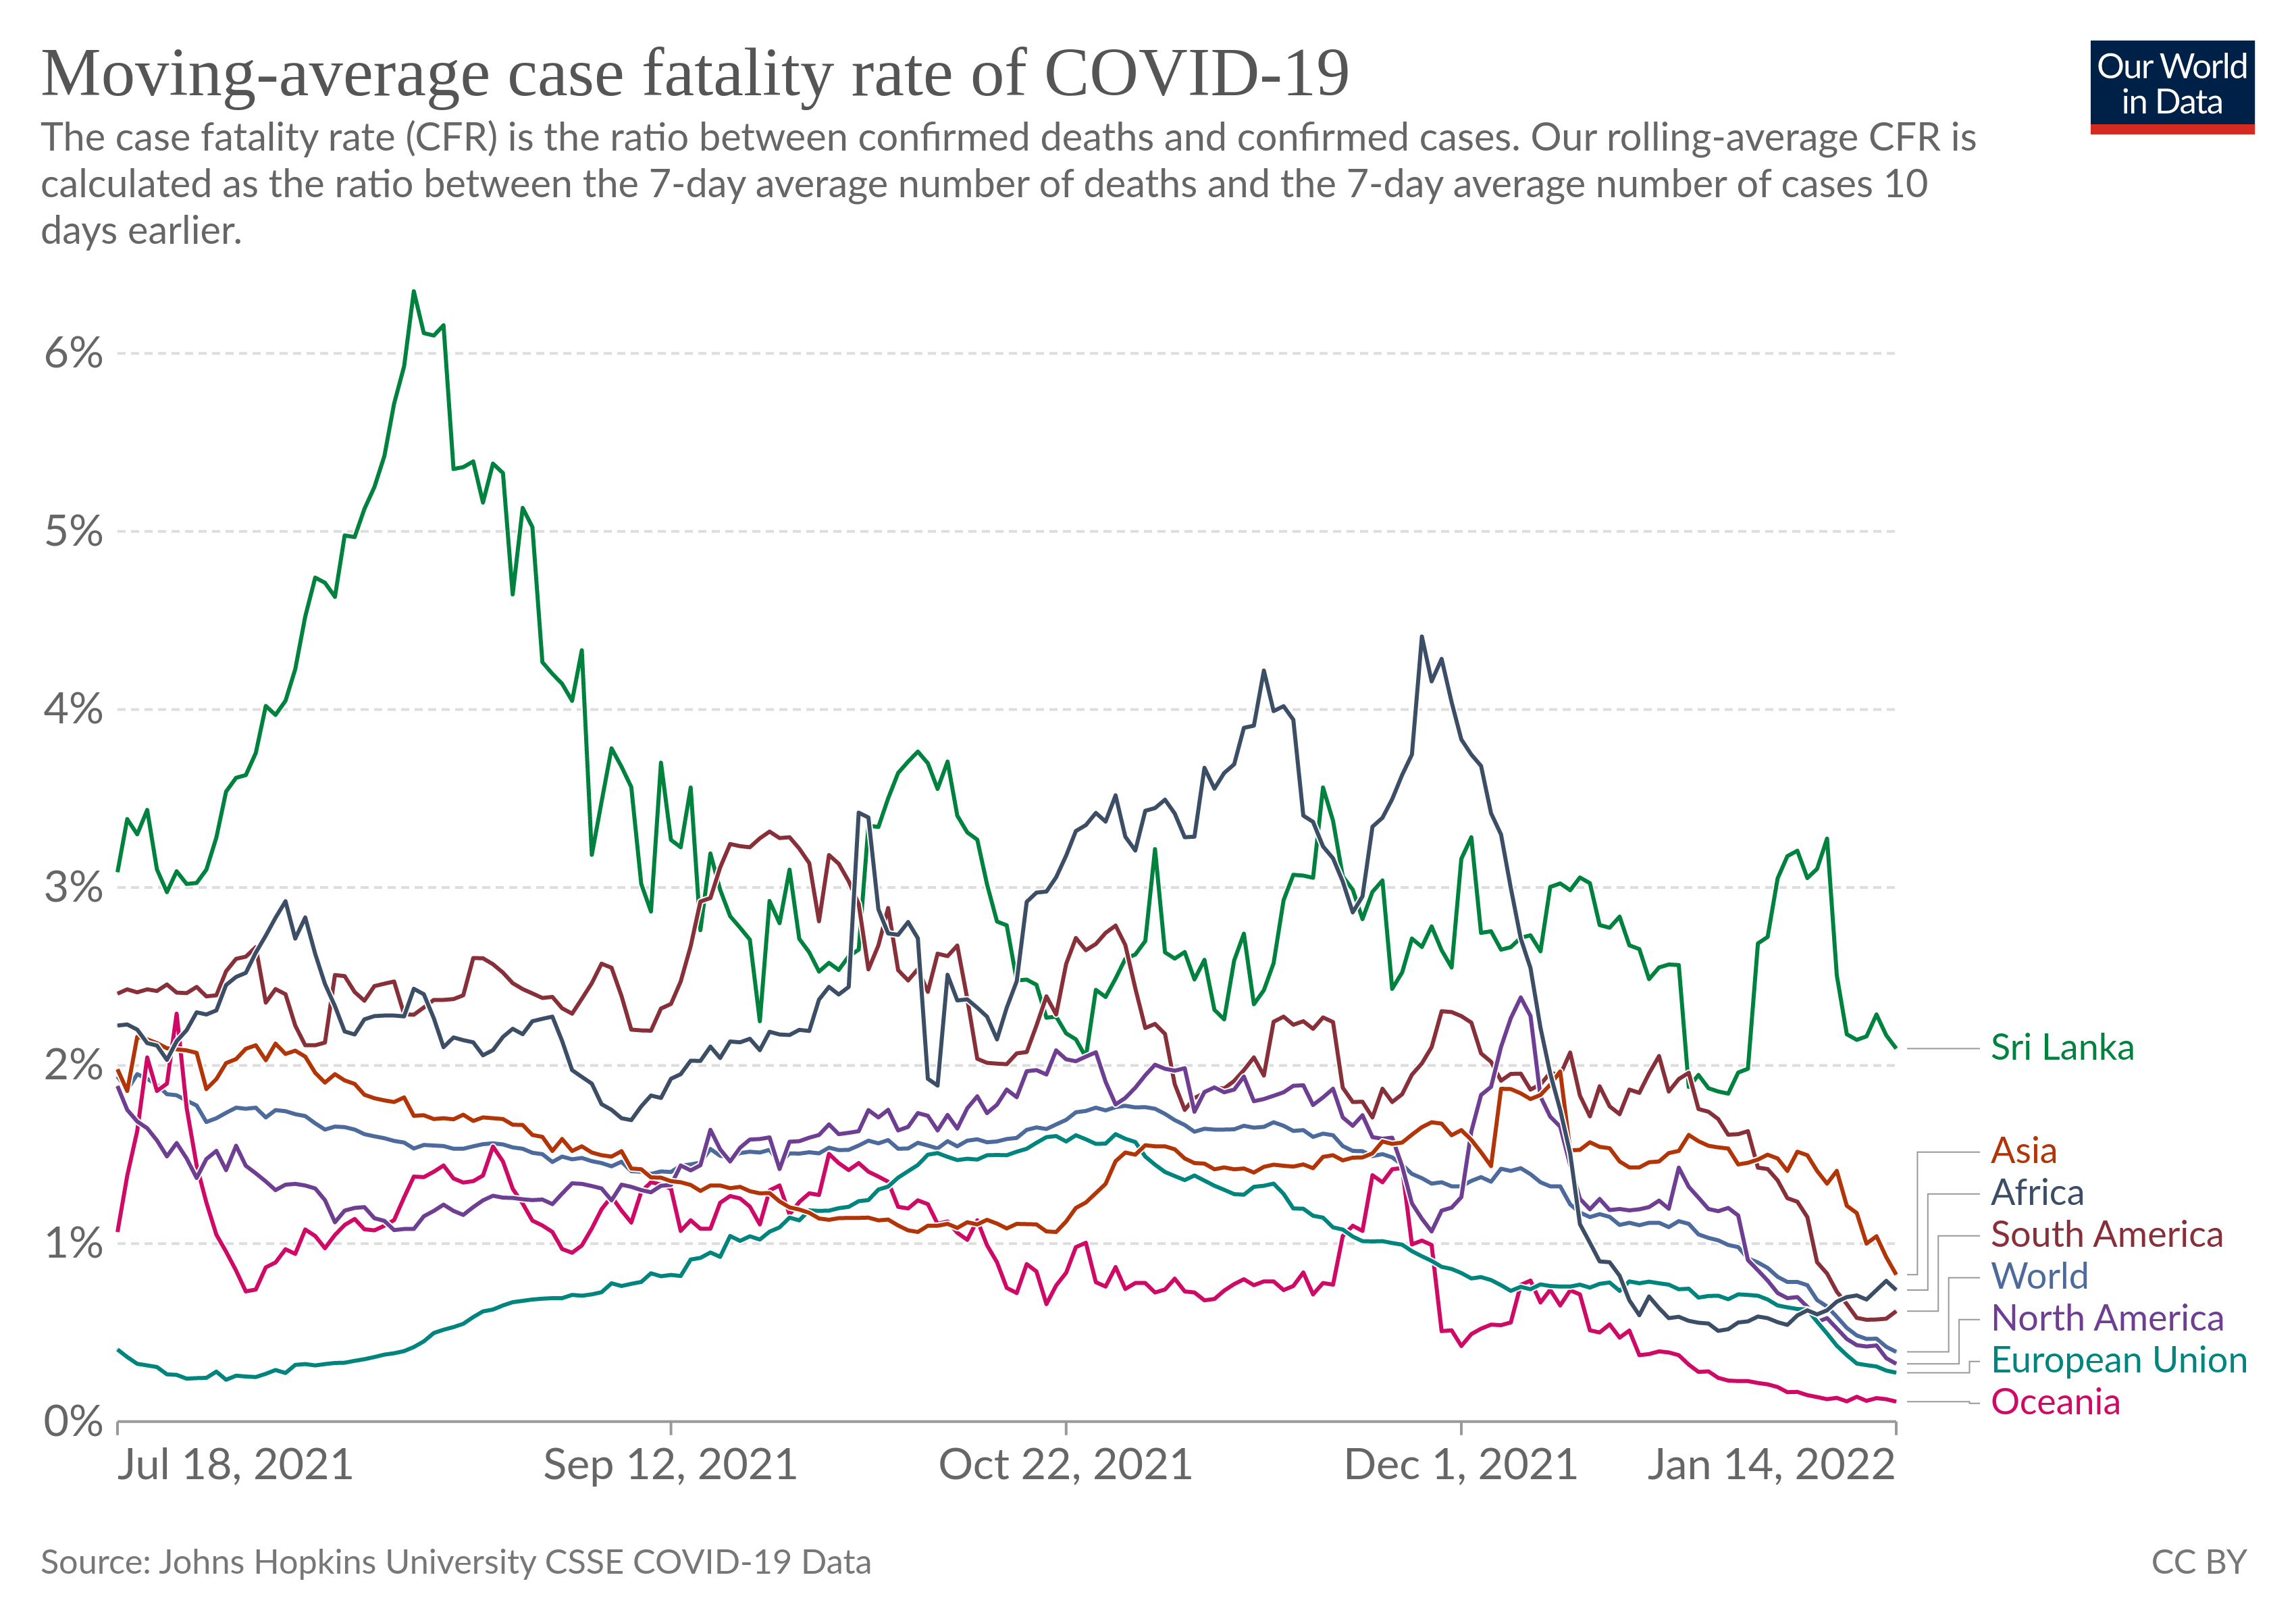 Moving-average case fatality rate of COVID-19
Our World
in Data
The case fatality rate (CFR) is the ratio between confirmed deaths and confirmed cases. Our rolling-average CFR is
calculated as the ratio between the 7-day average number of deaths and the 7-day average number of cases 10
days earlier.
6%
5%
4%
3%
2%
1%
0%
Sri Lanka
Asia
Africa
South America
World
North America
European Union
Oceania
Jul 18, 2021
Sep 12, 2021
Oct 22, 2021
Dec 1, 2021
Jan 14, 2022
Source: Johns Hopkins University CSSE COVID-19 Data
CC BY